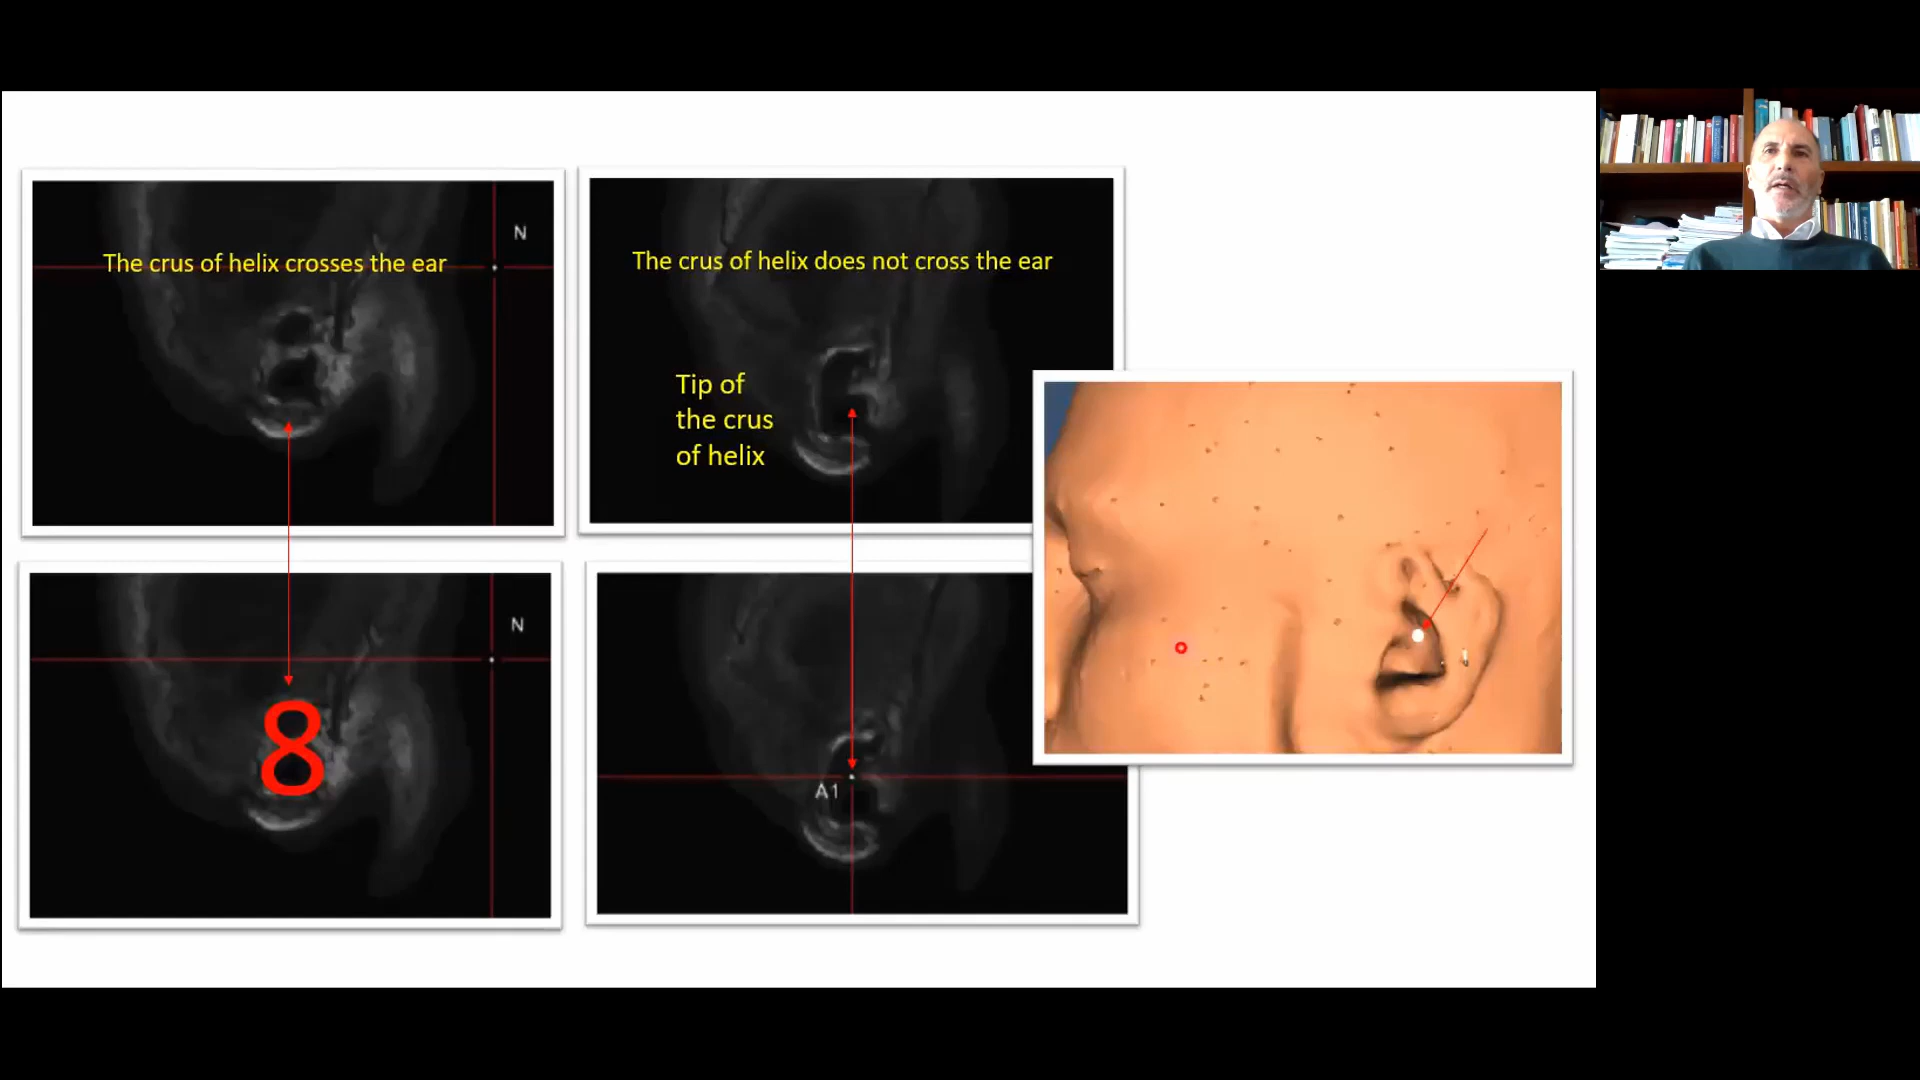 The crus of helix crosses the ear
N
The crus of helix does not cross the ear
Tip of
the crus
of helix
N
8
A1